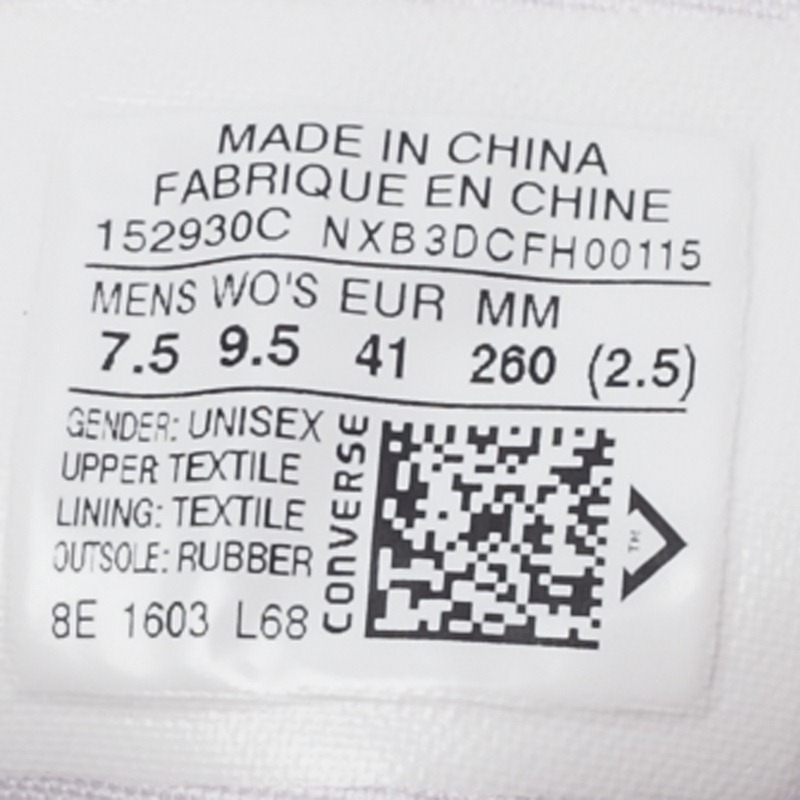 MADE IN CHINA
FABRIQUE EN CHINE
152930C NXB3DCFH00115
MENS WO'S EUR MM
7.5 9.5 41 260 (2.5)
GENDER: UNISEX
UPPER TEXTILE
LINING: TEXTILE
OUTSOLE: RUBBER
8E 1603 L68
CONVERSE
TM